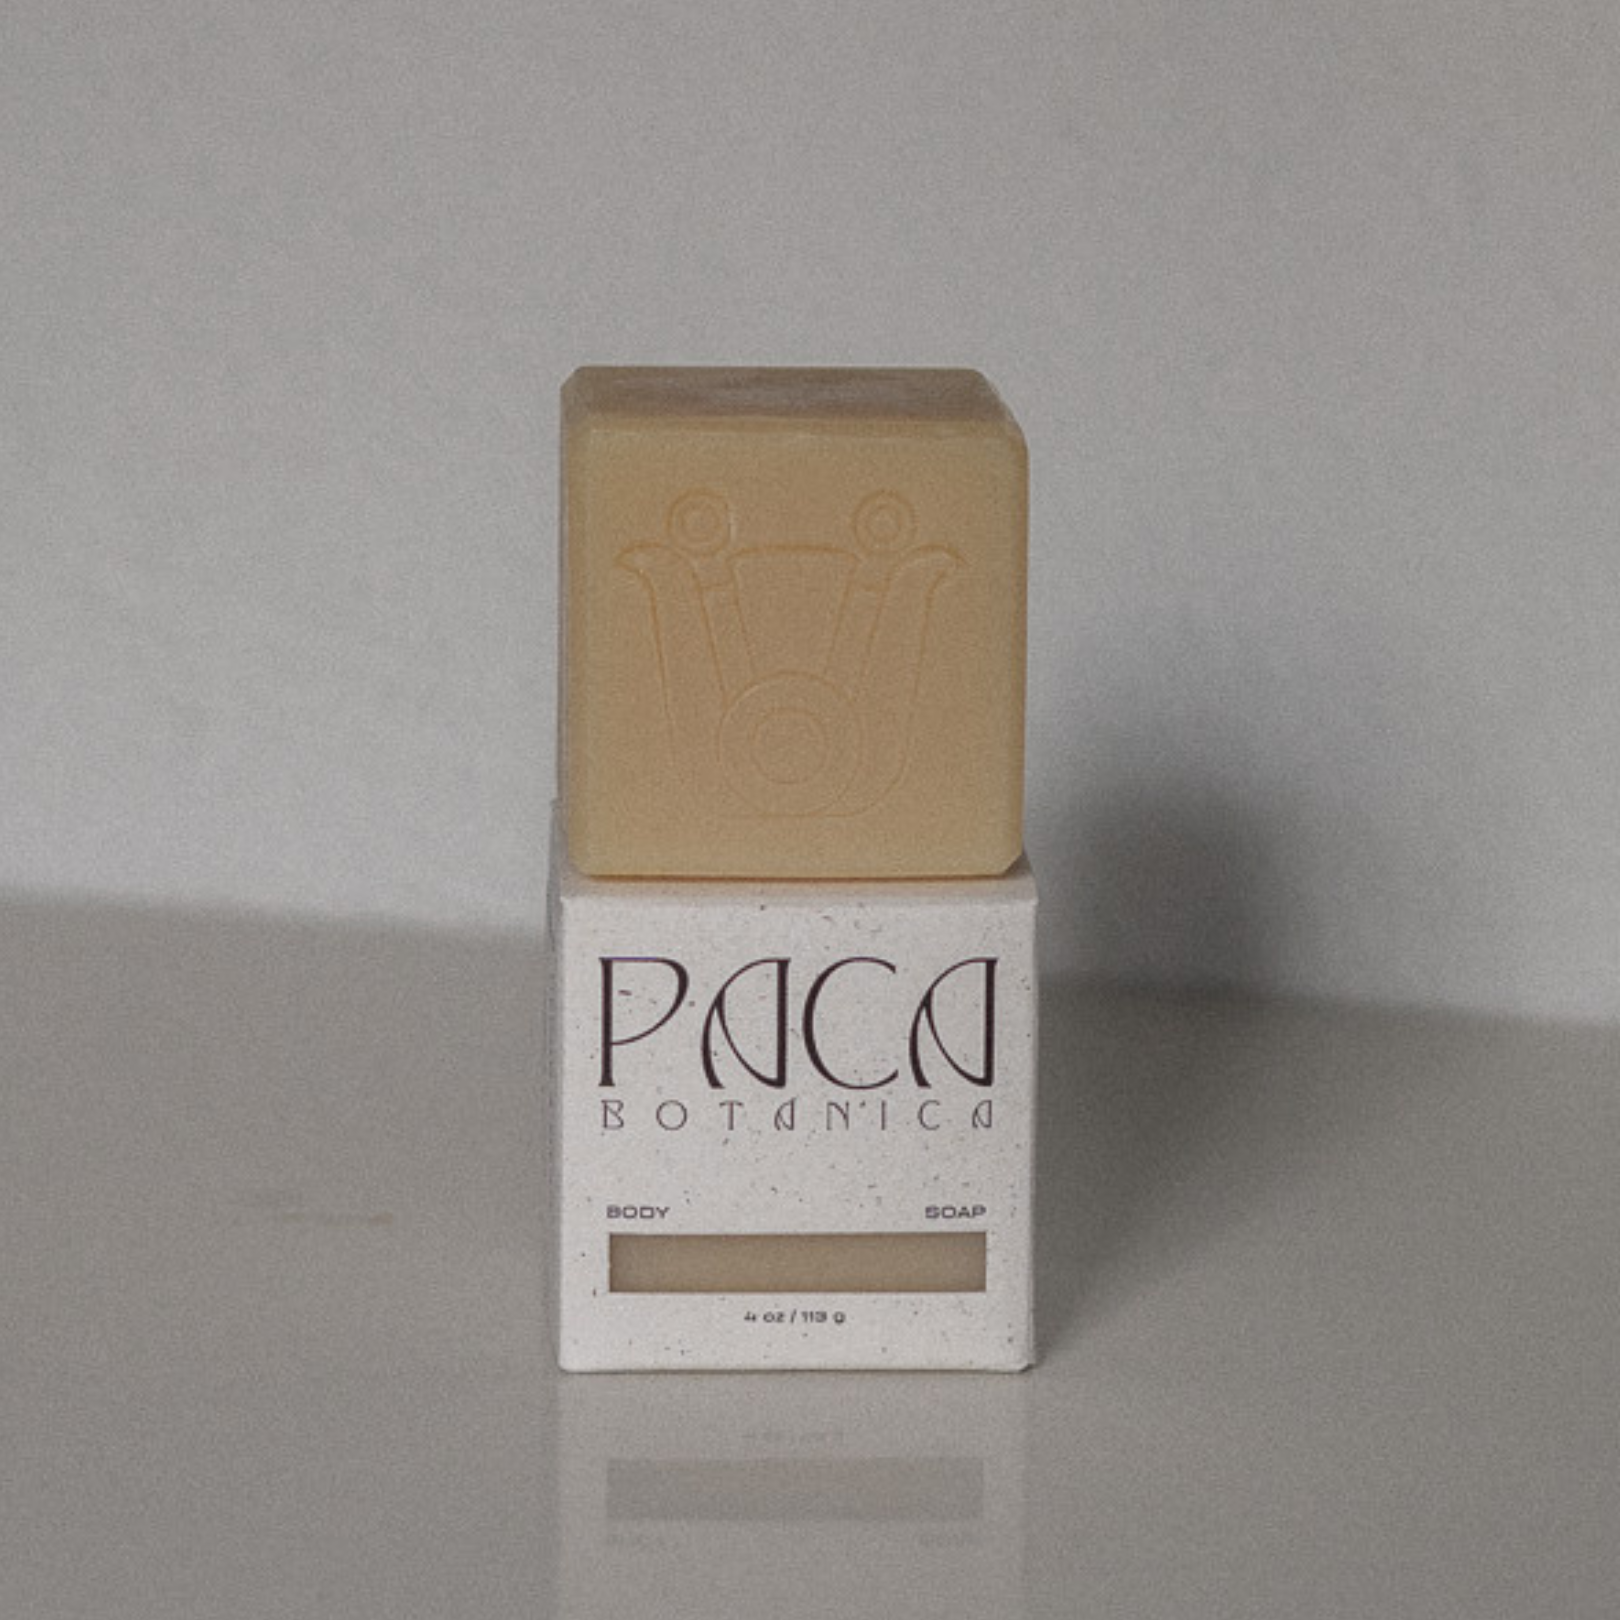 PACA
BOTANICA
BODY SOAP
4 oz / 113 g